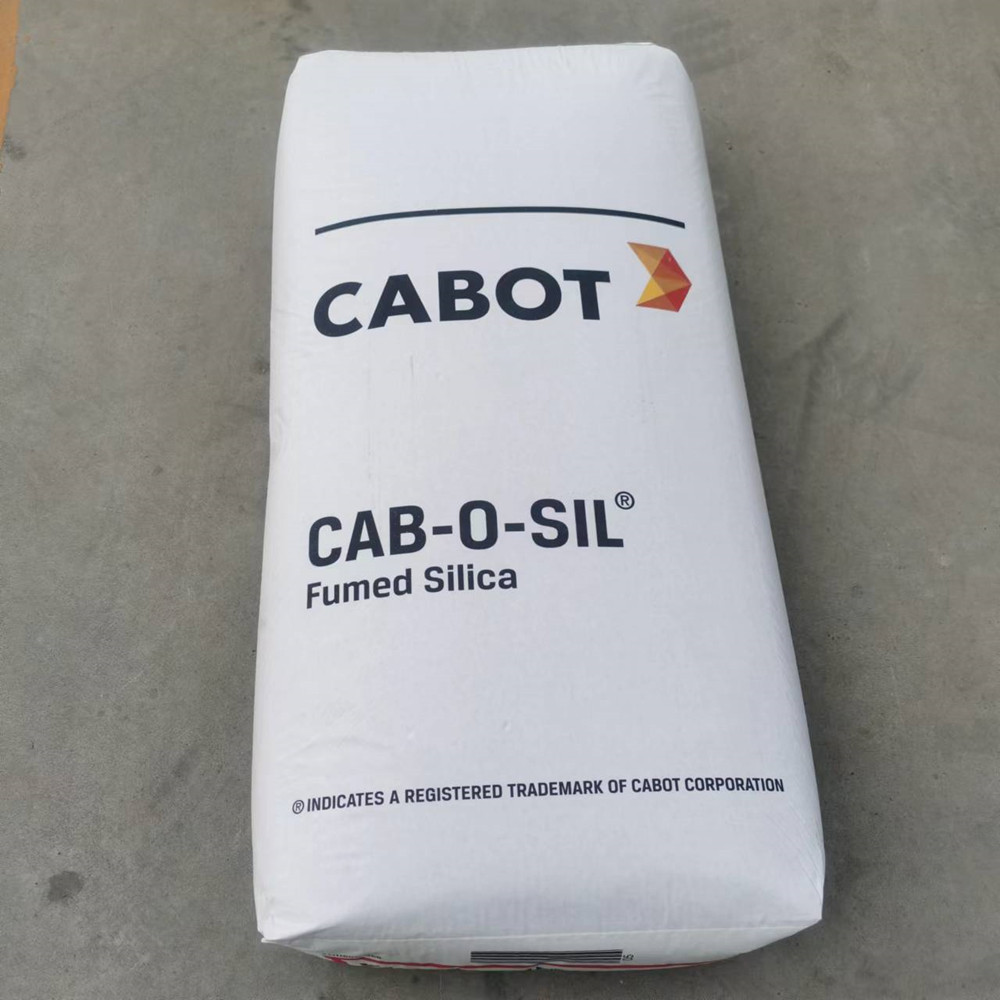 CABOT
CAB-O-SIL®
Fumed Silica
® INDICATES A REGISTERED TRADEMARK OF CABOT CORPORATION